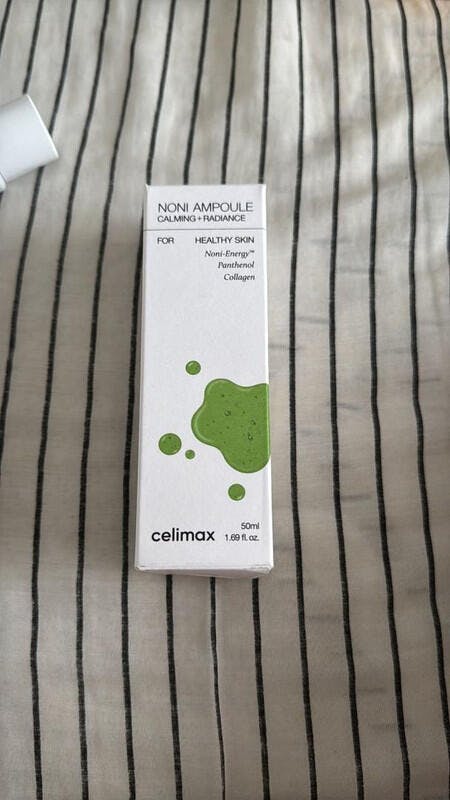 NONI AMPOULE
CALMING + RADIANCE
FOR HEALTHY SKIN
Noni-Energy™
Panthenol
Collagen
celimax
50ml
1.69 fl. oz.